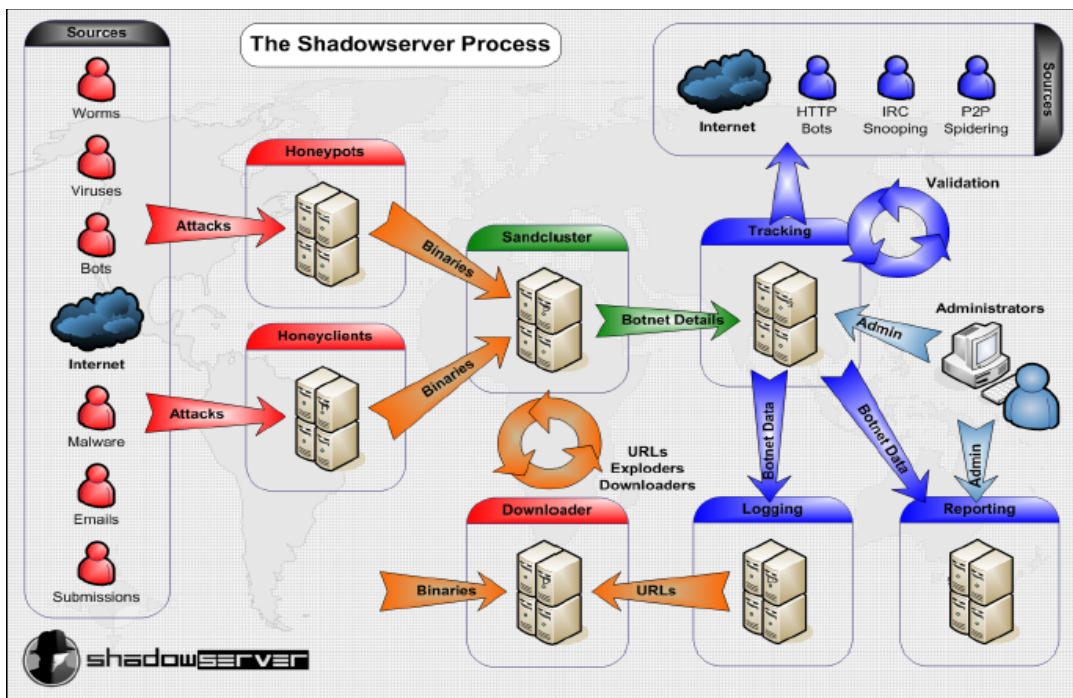 Sources
The Shadowserver Process
Worms
Viruses
Bots
Internet
Malware
Emails
Submissions
Attacks
Attacks
Honeypots
Honeyclients
Binaries
Binaries
Sandcluster
Botnet Details
URLs
Exploders
Downloaders
Downloader
Binaries
URLs
Tracking
Validation
Internet
HTTP
Bots
IRC
Snooping
P2P
Spidering
Sources
Administrators
Admin
Admin
Botnet Data
Botnet Data
Logging
Reporting
shadowserver